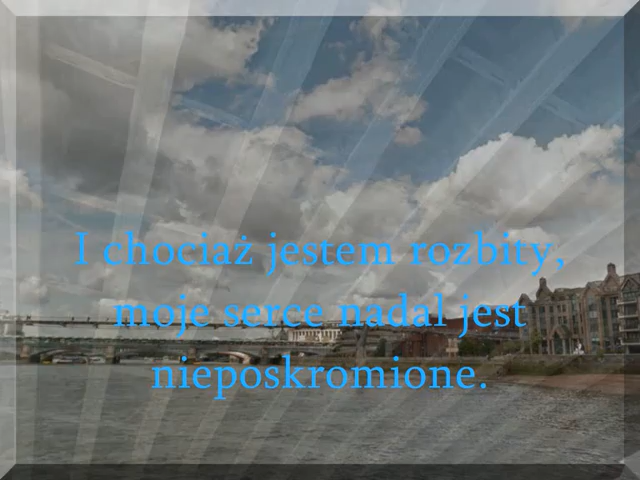 I chociaż jestem rozbity,
moje serce nadal jest
nieposkromione.